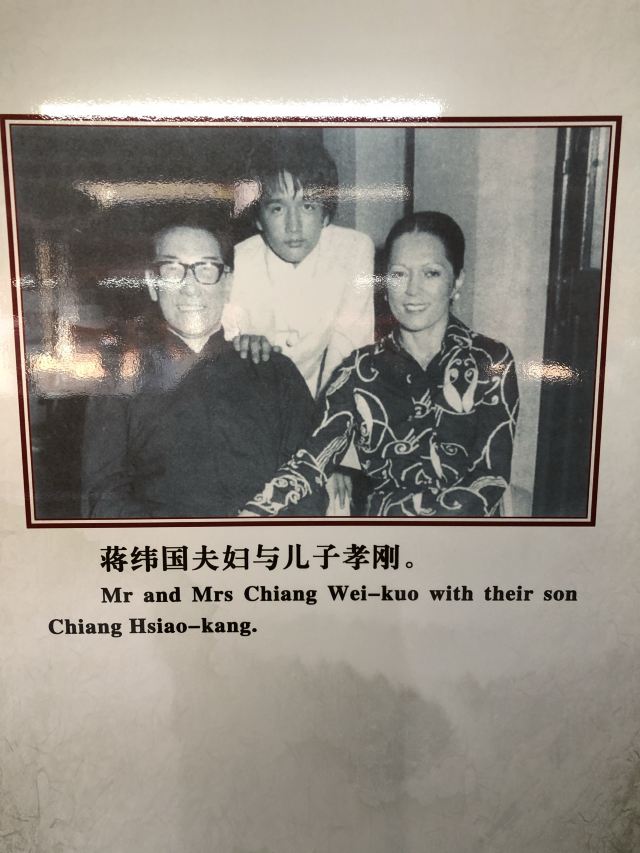 蒋纬国夫妇与儿子孝刚。
Mr and Mrs Chiang Wei-kuo with their son
Chiang Hsiao-kang.